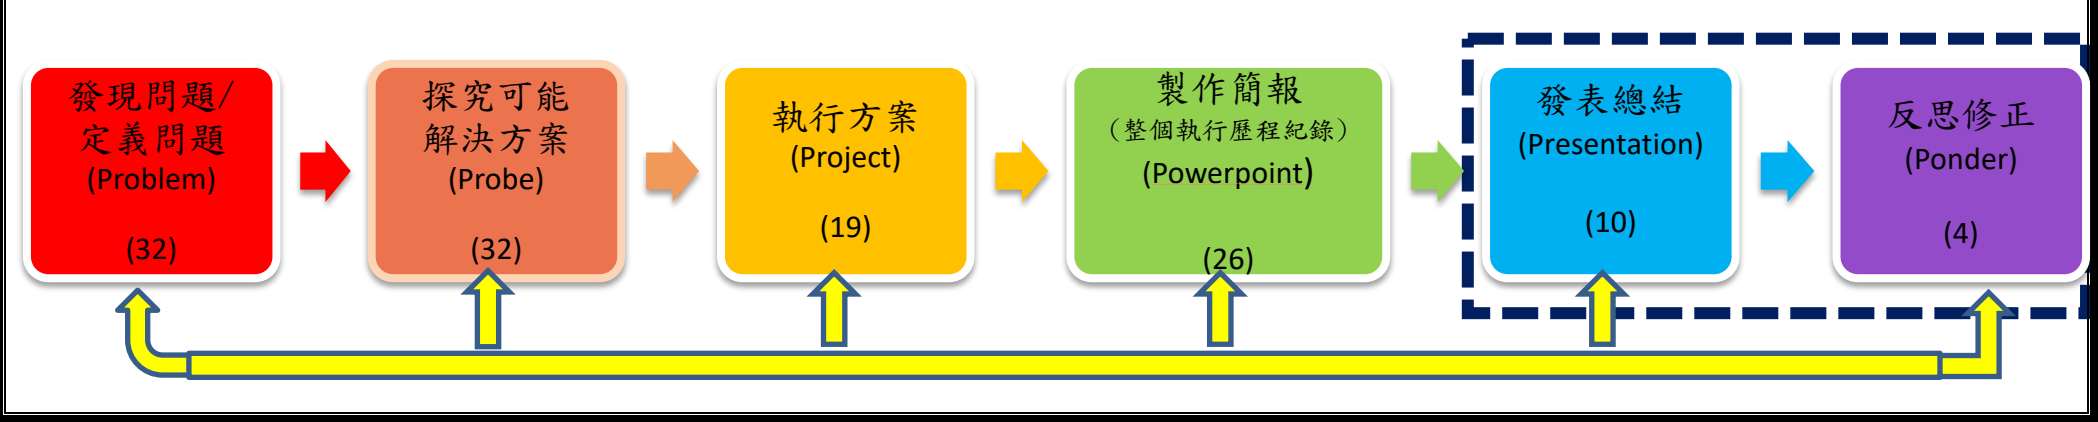 發現問題/
定義問題
(Problem)
(32)
探究可能
解決方案
(Probe)
(32)
執行方案
(Project)
(19)
製作簡報
(整個執行歷程紀錄)
(Powerpoint)
(26)
發表總結
(Presentation)
(10)
反思修正
(Ponder)
(4)